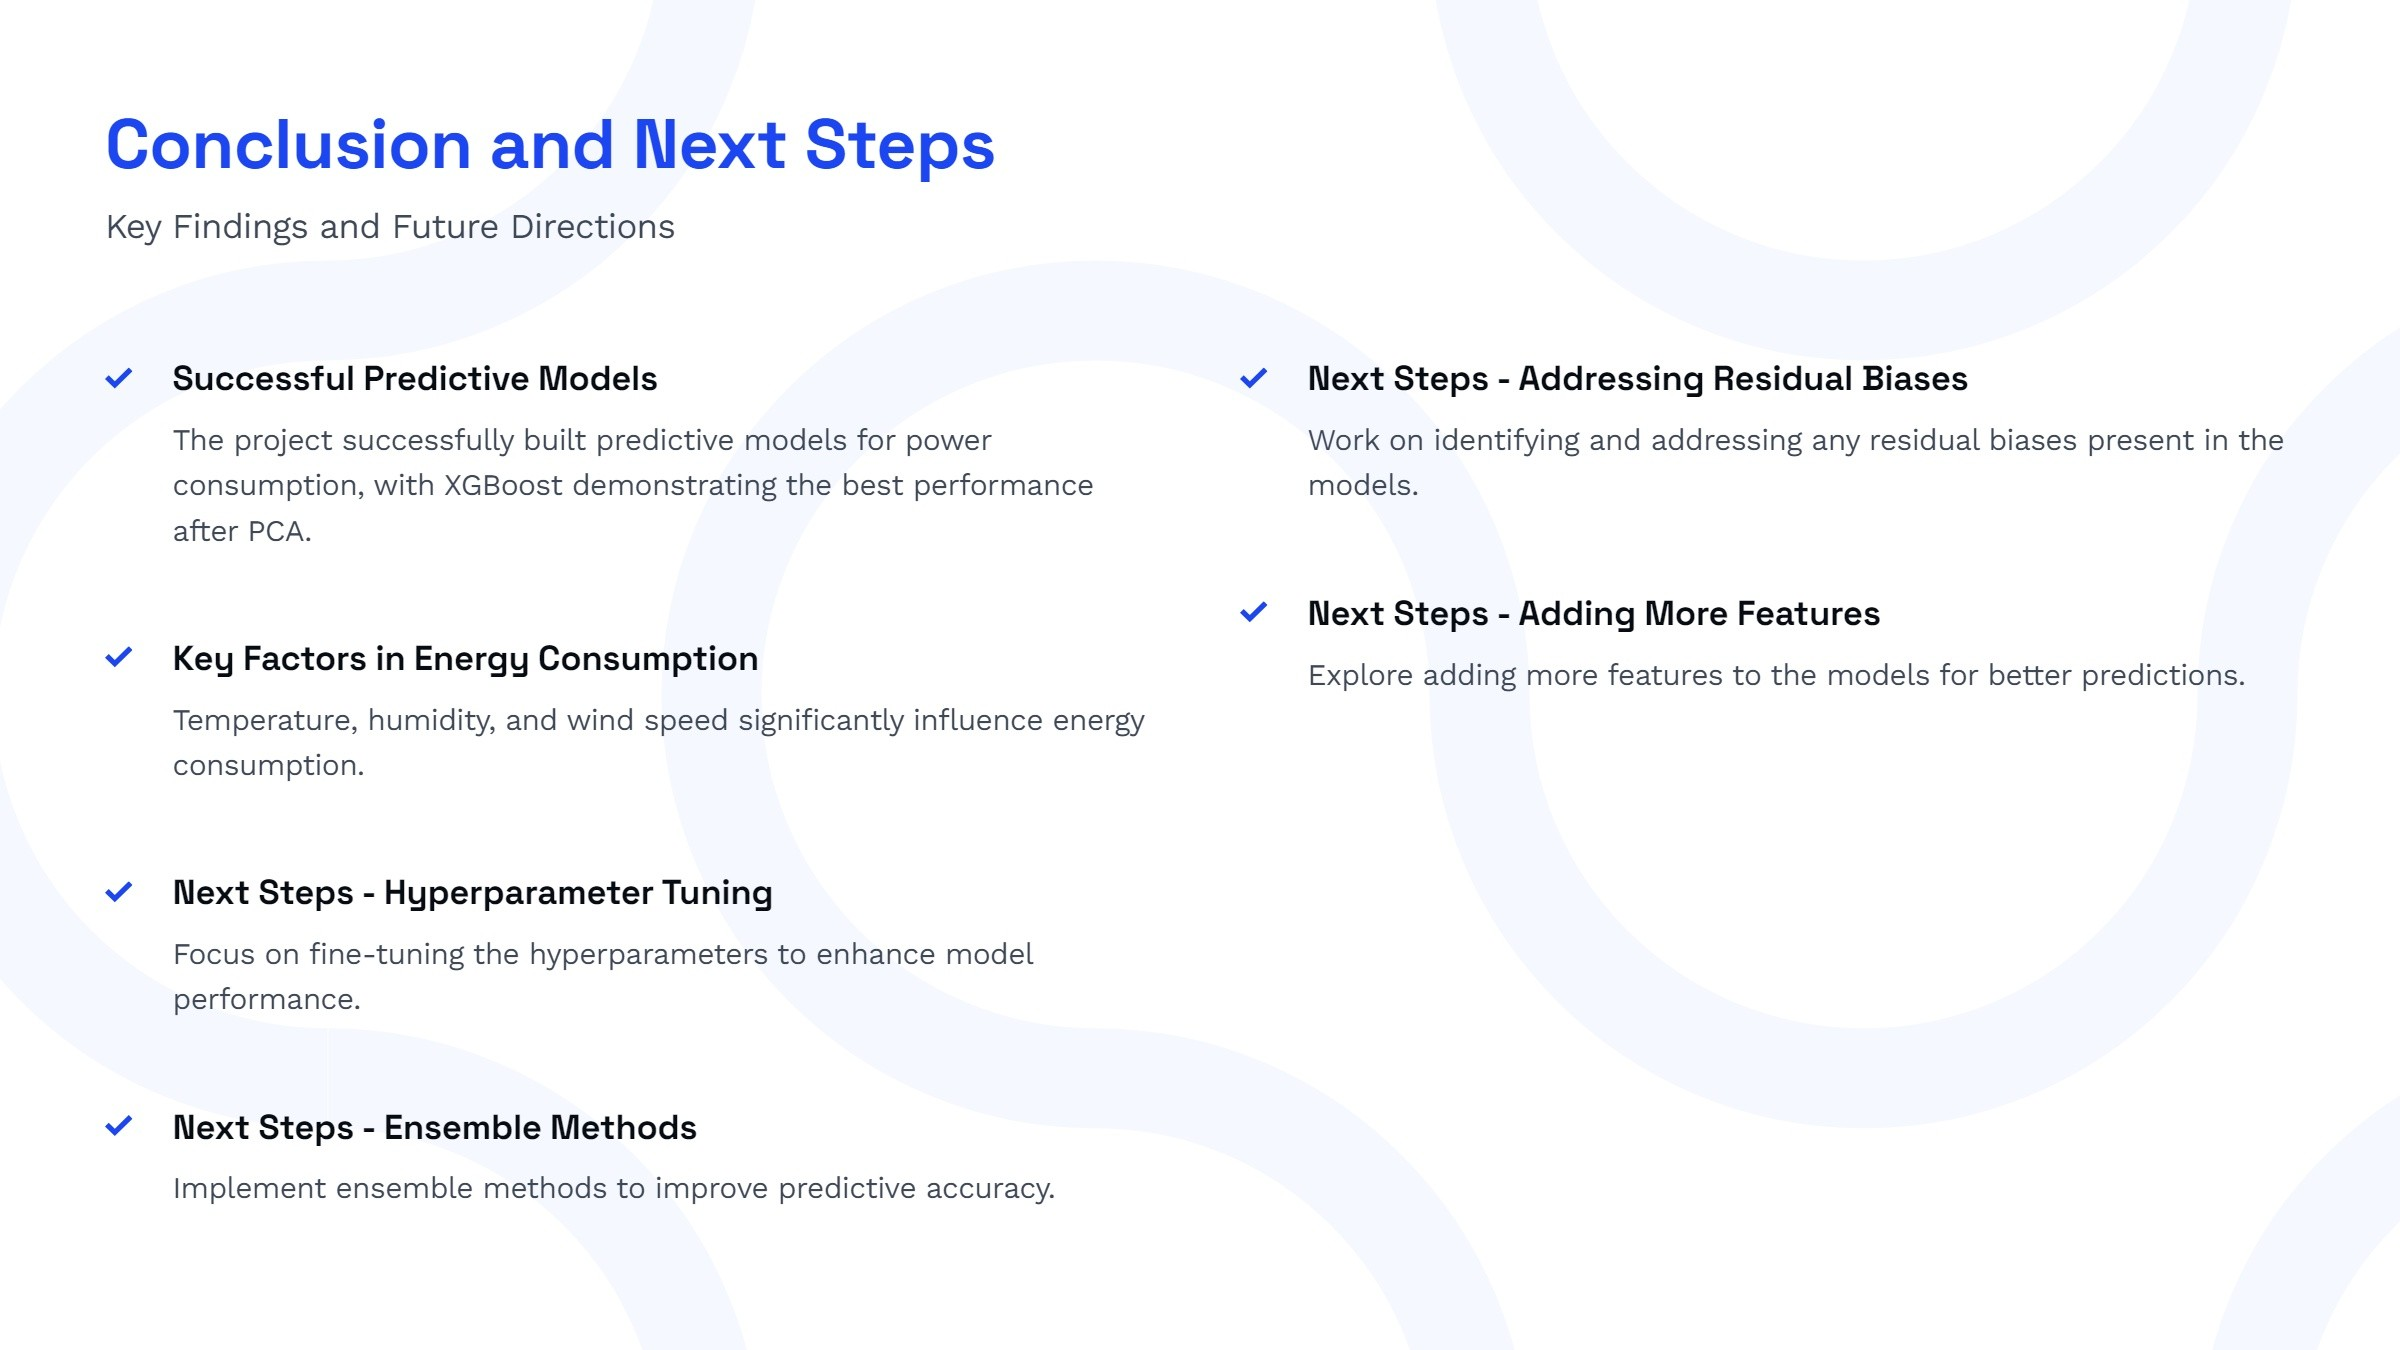 Conclusion and Next Steps
Key Findings and Future Directions
Successful Predictive Models
The project successfully built predictive models for power
consumption, with XGBoost demonstrating the best performance
after PCA.
Key Factors in Energy Consumption
Temperature, humidity, and wind speed significantly influence energy
consumption.
Next Steps - Hyperparameter Tuning
Focus on fine-tuning the hyperparameters to enhance model
performance.
Next Steps - Ensemble Methods
Implement ensemble methods to improve predictive accuracy.
Next Steps - Addressing Residual Biases
Work on identifying and addressing any residual biases present in the
models.
Next Steps - Adding More Features
Explore adding more features to the models for better predictions.